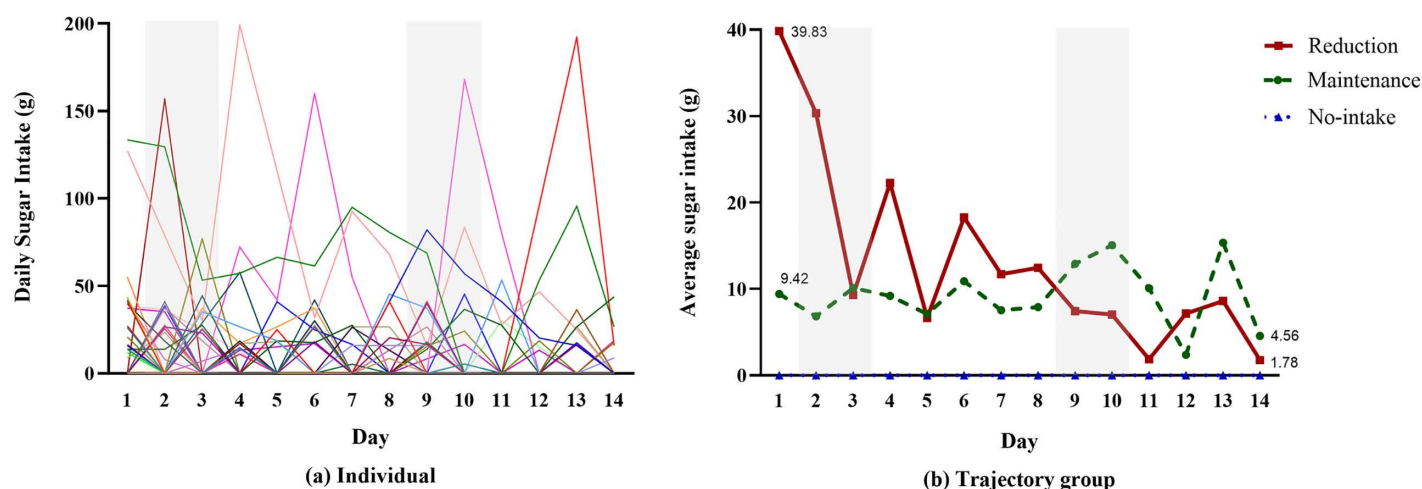 Daily Sugar Intake (g)
200
150
100
50
0
1 2 3 4 5 6 7 8 9 10 11 12 13 14
Day
(a) Individual
Average sugar intake (g)
40
30
20
10
0
39.83
9.42
4.56
1.78
1 2 3 4 5 6 7 8 9 10 11 12 13 14
Day
(b) Trajectory group
Reduction
Maintenance
No-intake